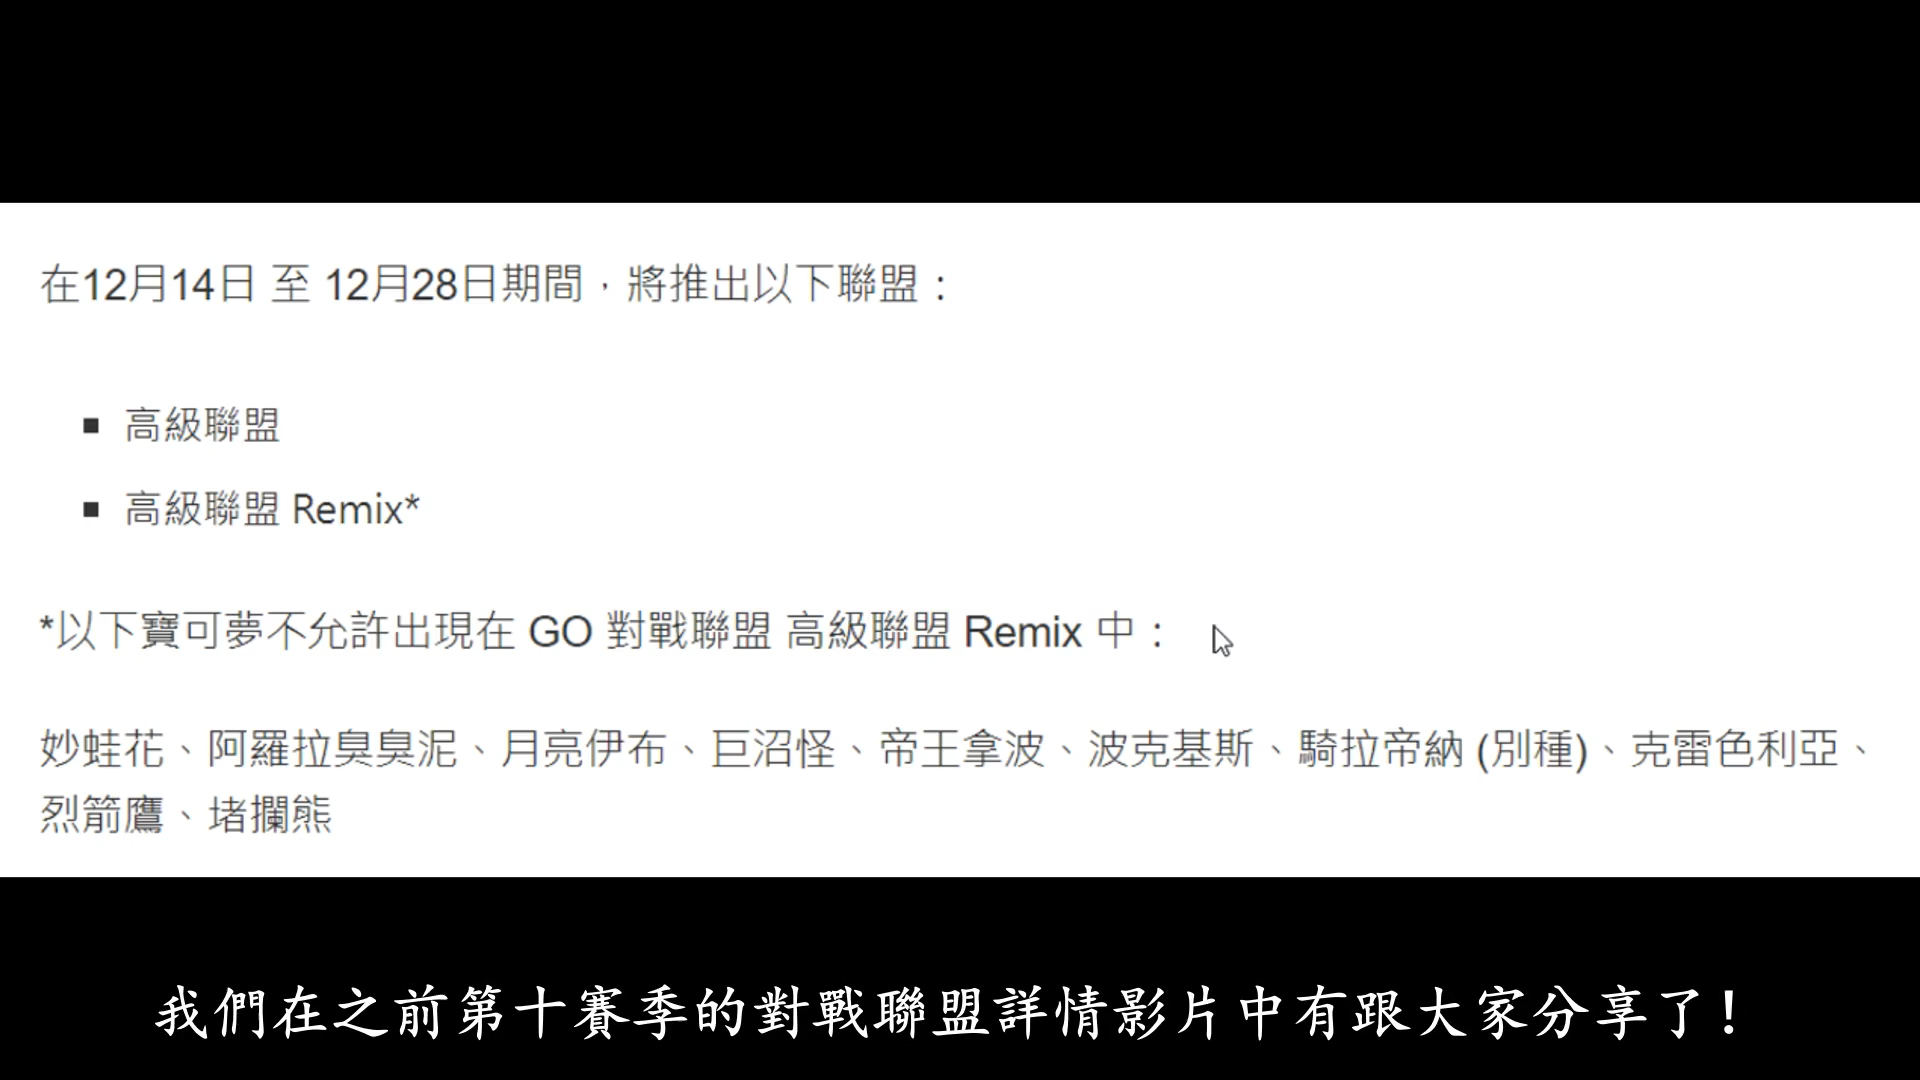 在12月14日 至 12月28日期間，將推出以下聯盟：
■ 高級聯盟
■ 高級聯盟 Remix*
*以下寶可夢不允許出現在 GO 對戰聯盟 高級聯盟 Remix 中：
妙蛙花、阿羅拉臭臭泥、月亮伊布、巨沼怪、帝王拿波、波克基斯、騎拉帝納 (別種)、克雷色利亞、
烈箭鷹、堵攔熊
我們在之前第十賽季的對戰聯盟詳情影片中有跟大家分享了！